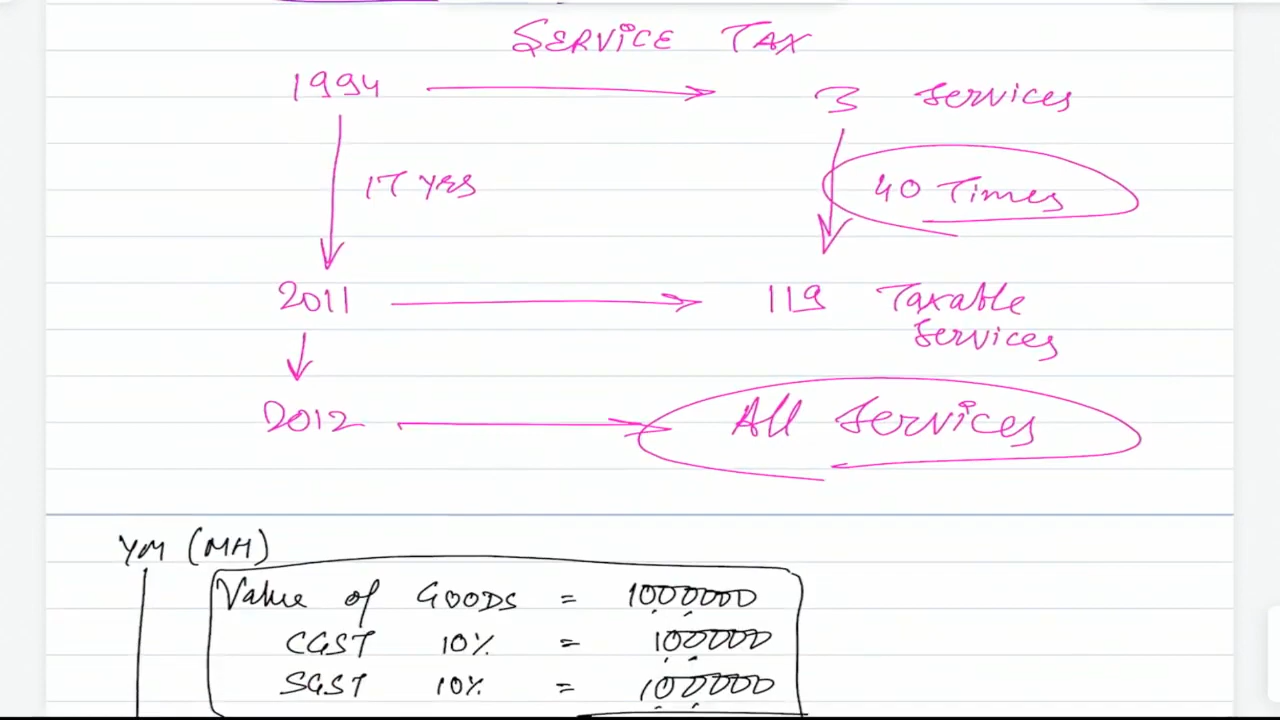 SERVICE TAX
1994 → 3 Services
17 YRS 40 Times
2011 → 119 Taxable
Services
2012 → All Services
YM (MH)
Value of GOODS = 1000000
CGST 10% = 100000
SGST 10% = 100000